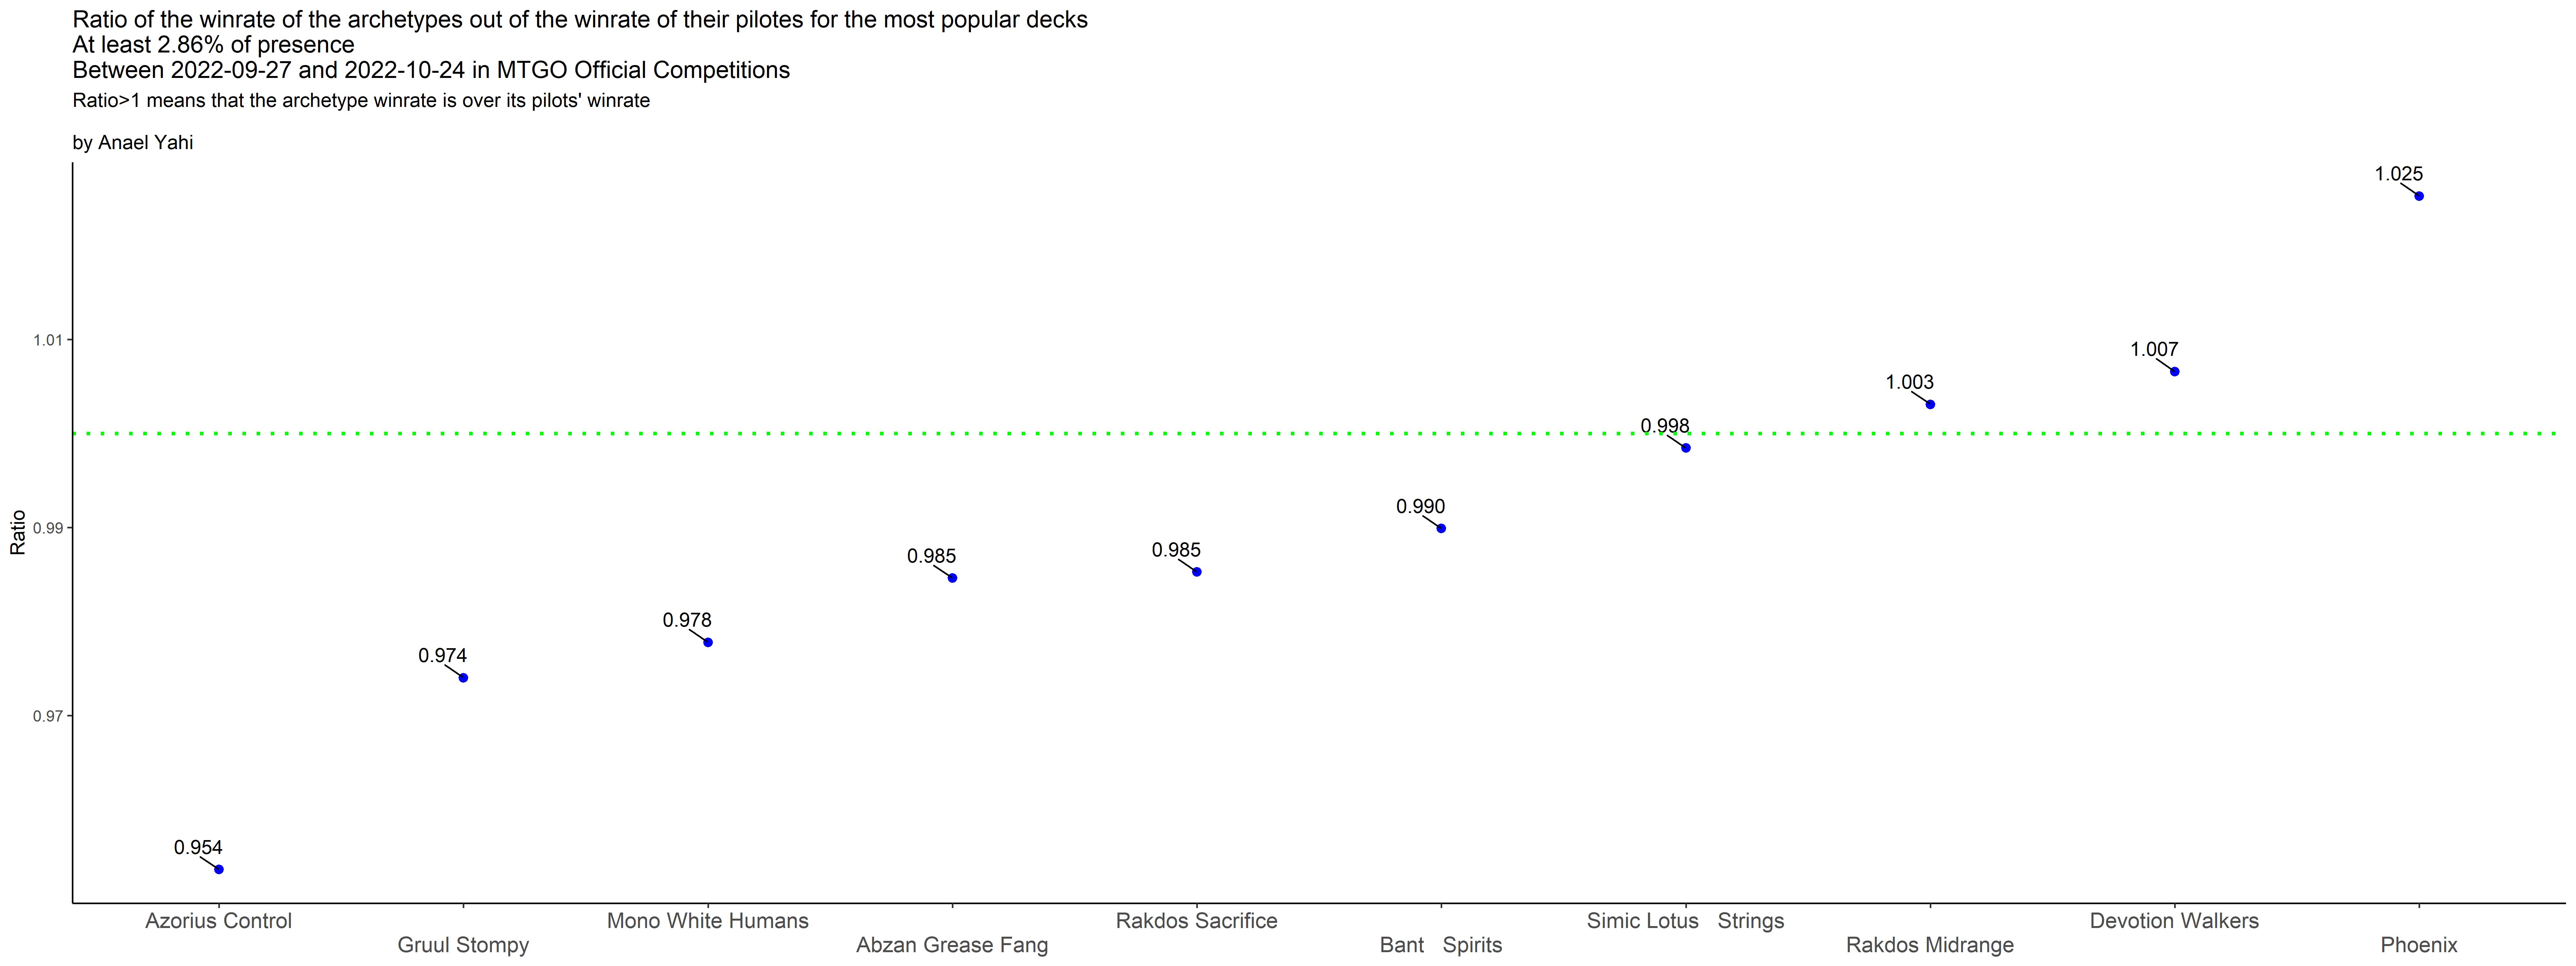 Ratio of the winrate of the archetypes out of the winrate of their pilotes for the most popular decks
At least 2.86% of presence
Between 2022-09-27 and 2022-10-24 in MTGO Official Competitions
Ratio>1 means that the archetype winrate is over its pilots' winrate
by Anael Yahi
1.025
1.01
1.007
1.003
0.998
0.990
0.99
Ratio
0.985
0.985
0.978
0.974
0.97
0.954
Azorius Control
Gruul Stompy
Mono White Humans
Abzan Grease Fang
Rakdos Sacrifice
Bant Spirits
Simic Lotus Strings
Rakdos Midrange
Devotion Walkers
Phoenix